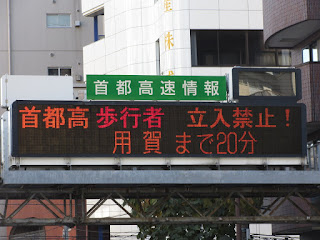 首都高速情報
首都高 歩行者 立入禁止！
用賀 まで20分